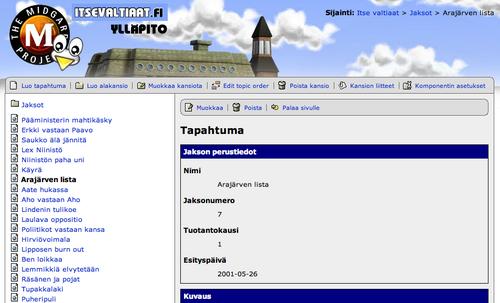 THE MIDGARD PROJECT
M
ITSEVALTIAAT.FI
YLLÄPITO
Sijainti: Itse valtiaat > Jaksot > Arajärven lista
Luo tapahtuma | Luo alakansio | Muokkaa kansiota | Edit topic order | Poista kansio | Kansion liitteet | Komponentin asetukset
Jaksot
Pääministerin mahtikäsky
Erkki vastaan Paavo
Saukko älä jännitä
Lex Niinistö
Niinistön paha uni
Käyrä
Arajärven lista
Aate hukassa
Aho vastaan Aho
Lindenin tulikoe
Laulava oppositio
Poliitikot vastaan kansa
Hirviövoimala
Lipposen burn out
Ben loikkaa
Lemmikkiä elvytetään
Räsänen ja pojat
Tupakkalaki
Puheripuli
Muokkaa | Poista | Palaa sivulle
Tapahtuma
Jakson perustiedot
Nimi
Arajärven lista
Jaksonumero
7
Tuotantokausi
1
Esityspäivä
2001-05-26
Kuvaus